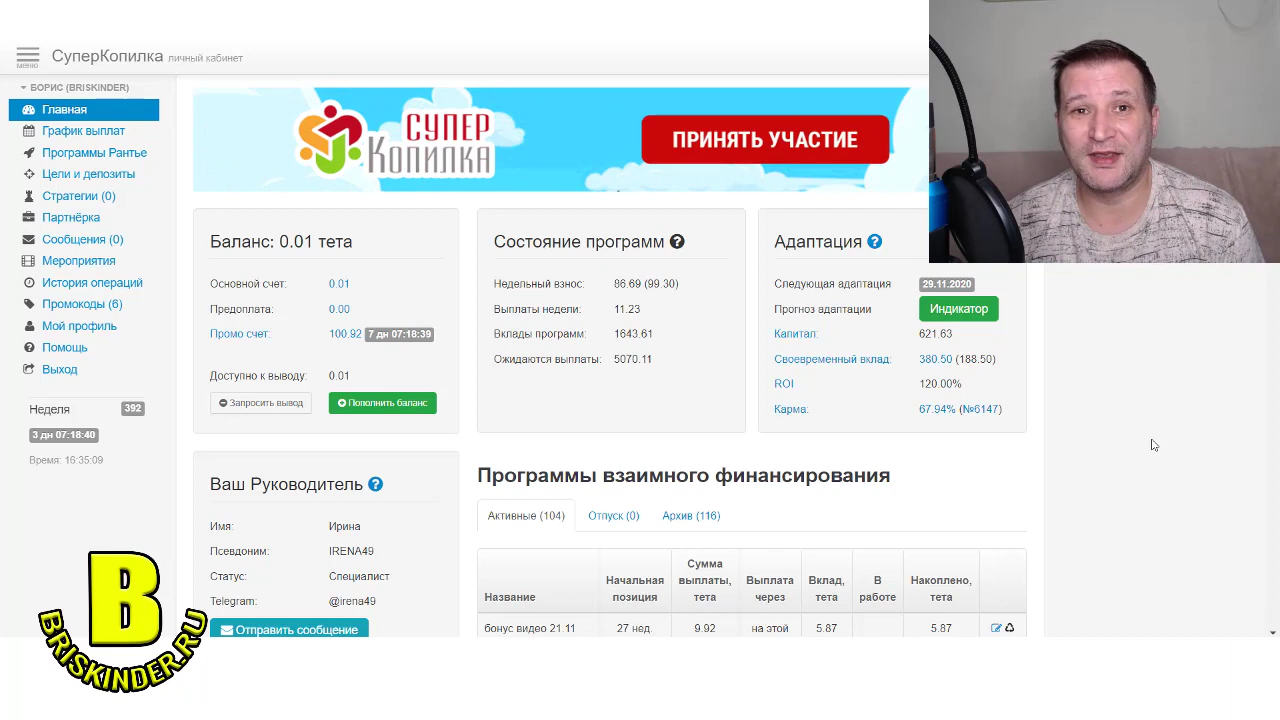 меню
СуперКопилка личный кабинет
БОРИС (BRISKINDER)
Главная
График выплат
Программы Рантье
Цели и депозиты
Стратегии (0)
Партнёрка
Сообщения (0)
Мероприятия
История операций
Промокоды (6)
Мой профиль
Помощь
Выход
Неделя 392
3 дн 07:18:40
Время: 16:35:09
СУПЕР
Копилка
ПРИНЯТЬ УЧАСТИЕ
Баланс: 0.01 тета
Основной счет: 0.01
Предоплата: 0.00
Промо счет: 100.92 7 дн 07:18:39
Доступно к выводу: 0.01
Запросить вывод Пополнить баланс
Состояние программ
Недельный взнос: 86.69 (99.30)
Выплаты недели: 11.23
Вклады программ: 1643.61
Ожидаются выплаты: 5070.11
Адаптация
Следующая адаптация 29.11.2020
Прогноз адаптации Индикатор
Капитал: 621.63
Своевременный вклад: 380.50 (188.50)
ROI 120.00%
Карма: 67.94% (№6147)
Ваш Руководитель
Имя: Ирина
Псевдоним: IRENA49
Статус: Специалист
Telegram: @irena49
Отправить сообщение
Программы взаимного финансирования
Активные (104) Отпуск (0) Архив (116)
Название Начальная позиция Сумма выплаты, тета Выплата через Вклад, тета В работе Накоплено, тета
бонус видео 21.11 27 нед. 9.92 на этой 5.87 5.87
B
BRISKINDER.RU